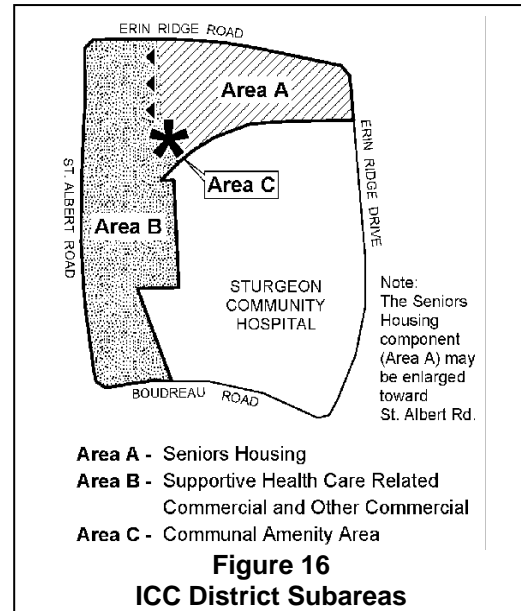 ERIN RIDGE ROAD
Area A
ST. ALBERT ROAD
ERIN RIDGE DRIVE
Area C
Area B
STURGEON
COMMUNITY
HOSPITAL
Note:
The Seniors
Housing
component
(Area A) may
be enlarged
toward
St. Albert Rd.
BOUDREAU ROAD
Area A - Seniors Housing
Area B - Supportive Health Care Related
Commercial and Other Commercial
Area C - Communal Amenity Area
Figure 16
ICC District Subareas